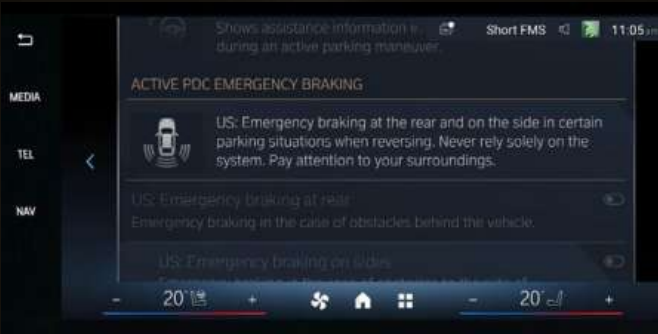 Shows assistance information
during an active parking maneuver.
Short FMS
11:05
ACTIVE PDC EMERGENCY BRAKING
MEDIA
US: Emergency braking at the rear and on the side in certain
parking situations when reversing. Never rely solely on the
system. Pay attention to your surroundings.
TEL
NAV
US: Emergency braking at rear
Emergency braking in the case of obstacles behind the vehicle.
US: Emergency braking on sides
- 20° +
- 20° +